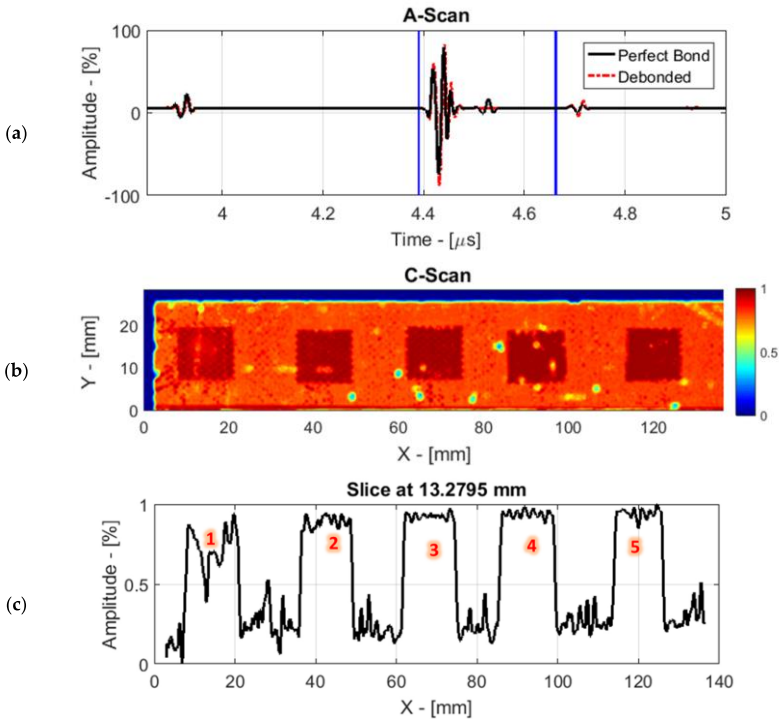 A-Scan
(a)
Amplitude - [%]
100
0
-100
Perfect Bond
Debonded
4
4.2
4.4
4.6
4.8
5
Time - [μs]
C-Scan
(b)
Y - [mm]
20
10
0
1
0.5
0
0
20
40
60
80
100
120
X - [mm]
Slice at 13.2795 mm
(c)
Amplitude - [%]
1
0.5
0
1
2
3
4
5
0
20
40
60
80
100
120
140
X - [mm]